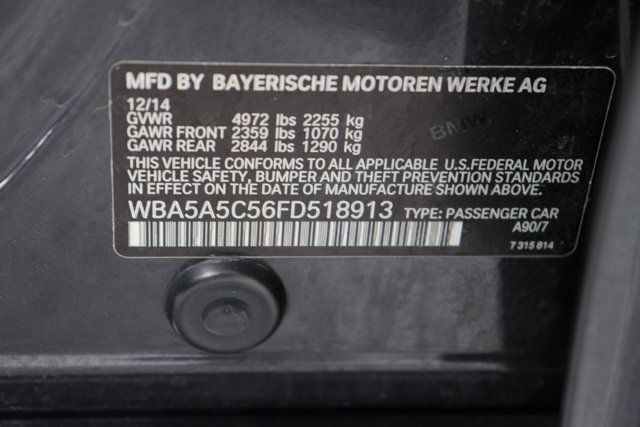 MFD BY BAYERISCHE MOTOREN WERKE AG
12/14
GVWR 4972 lbs 2255 kg
GAWR FRONT 2359 lbs 1070 kg
GAWR REAR 2844 lbs 1290 kg
BMW
THIS VEHICLE CONFORMS TO ALL APPLICABLE U.S.FEDERAL MOTOR
VEHICLE SAFETY, BUMPER AND THEFT PREVENTION STANDARDS
IN EFFECT ON THE DATE OF MANUFACTURE SHOWN ABOVE.
WBA5A5C56FD518913 TYPE: PASSENGER CAR
A90/7
7 315 814